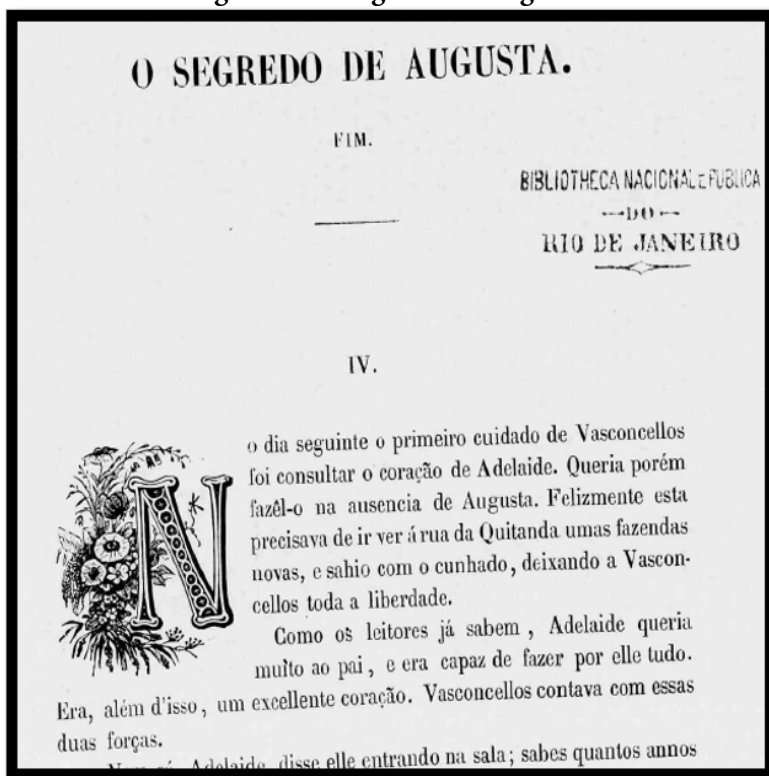 O SEGREDO DE AUGUSTA.
FIM.
BIBLIOTHECA NACIONAL E PUBLICA
DO
RIO DE JANEIRO
IV.
No dia seguinte o primeiro cuidado de Vasconcellos
foi consultar o coração de Adelaide. Queria porém
fazêl-o na ausencia de Augusta. Felizmente esta
precisava de ir ver á rua da Quitanda umas fazendas
novas, e sahio com o cunhado, deixando a Vascon-
cellos toda a liberdade.
Como os leitores já sabem, Adelaide queria
muito ao pai, e era capaz de fazer por elle tudo.
Era, além d'isso, um excellente coração. Vasconcellos contava com essas
duas forças.
Adelaide, disse elle entrando na sala; sabes quantos annos